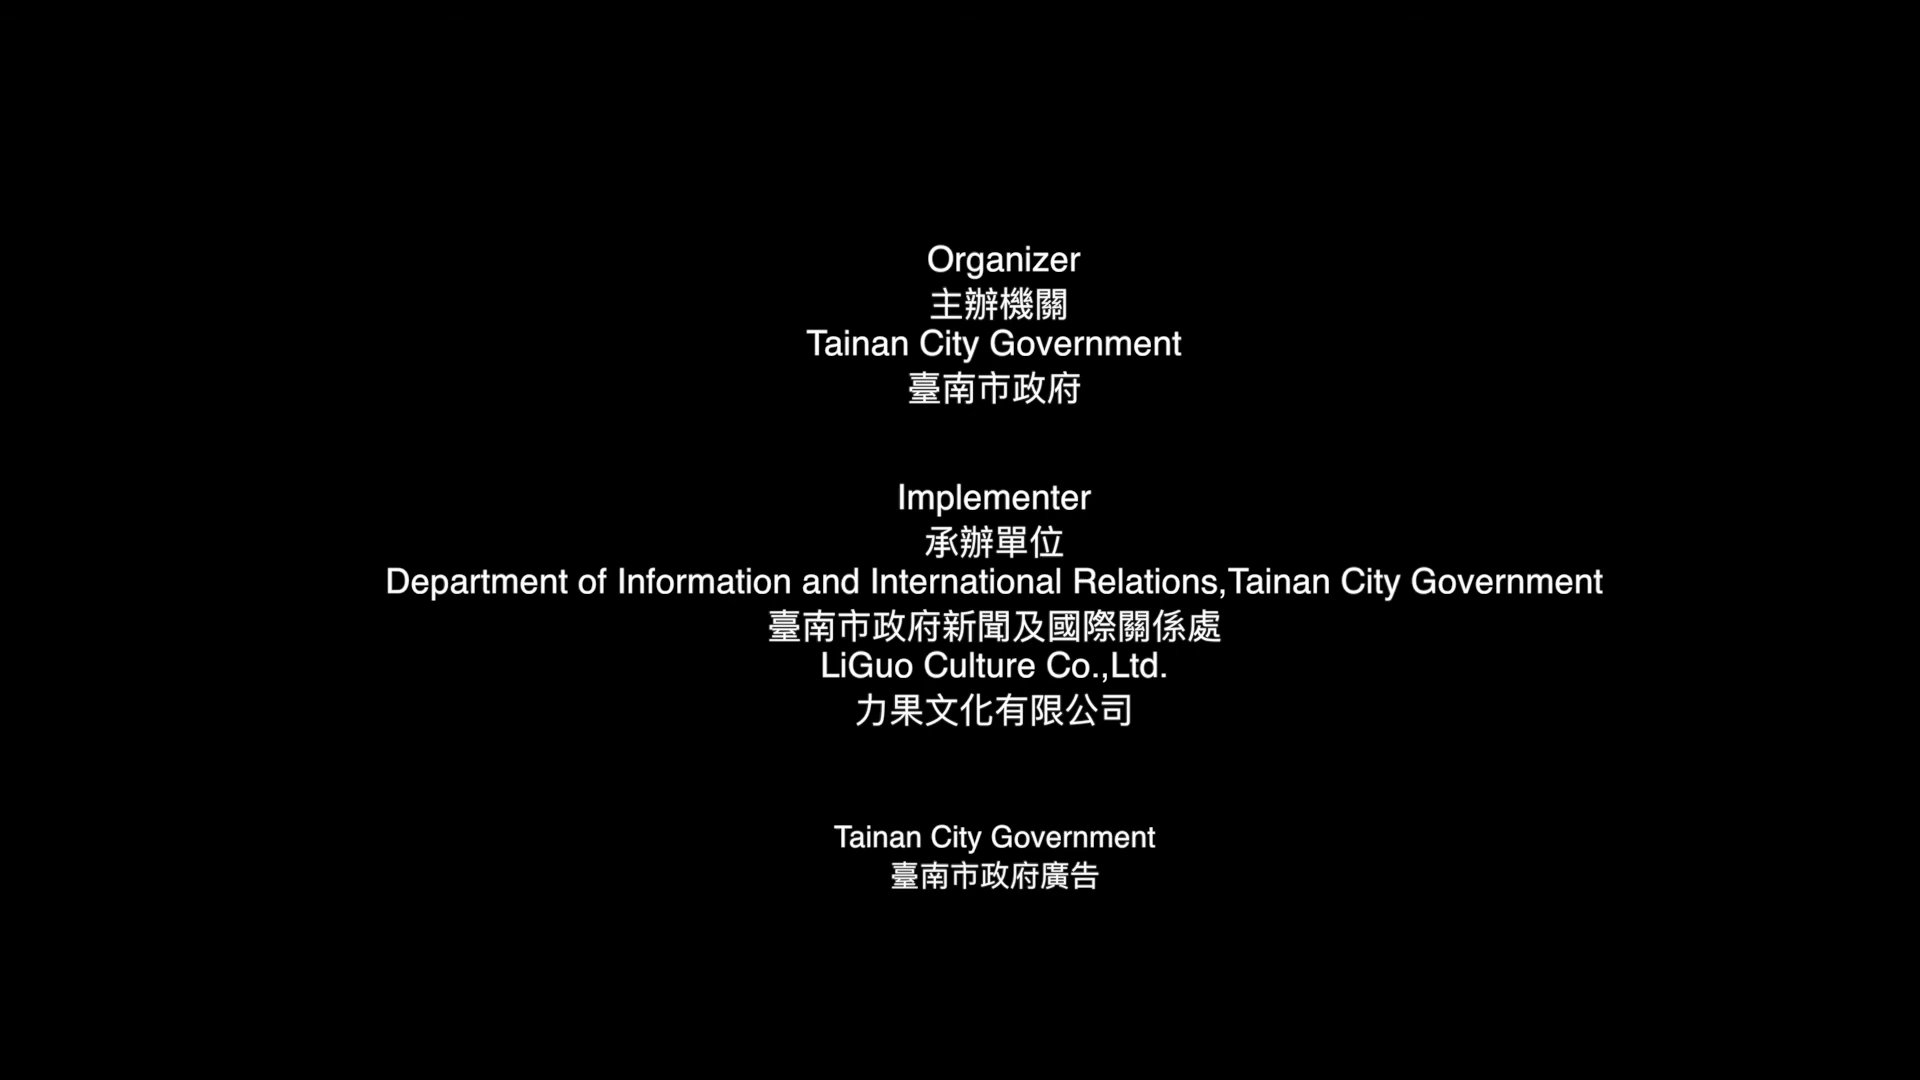 Organizer
主辦機關
Tainan City Government
臺南市政府
Implementer
承辦單位
Department of Information and International Relations,Tainan City Government
臺南市政府新聞及國際關係處
LiGuo Culture Co.,Ltd.
力果文化有限公司
Tainan City Government
臺南市政府廣告